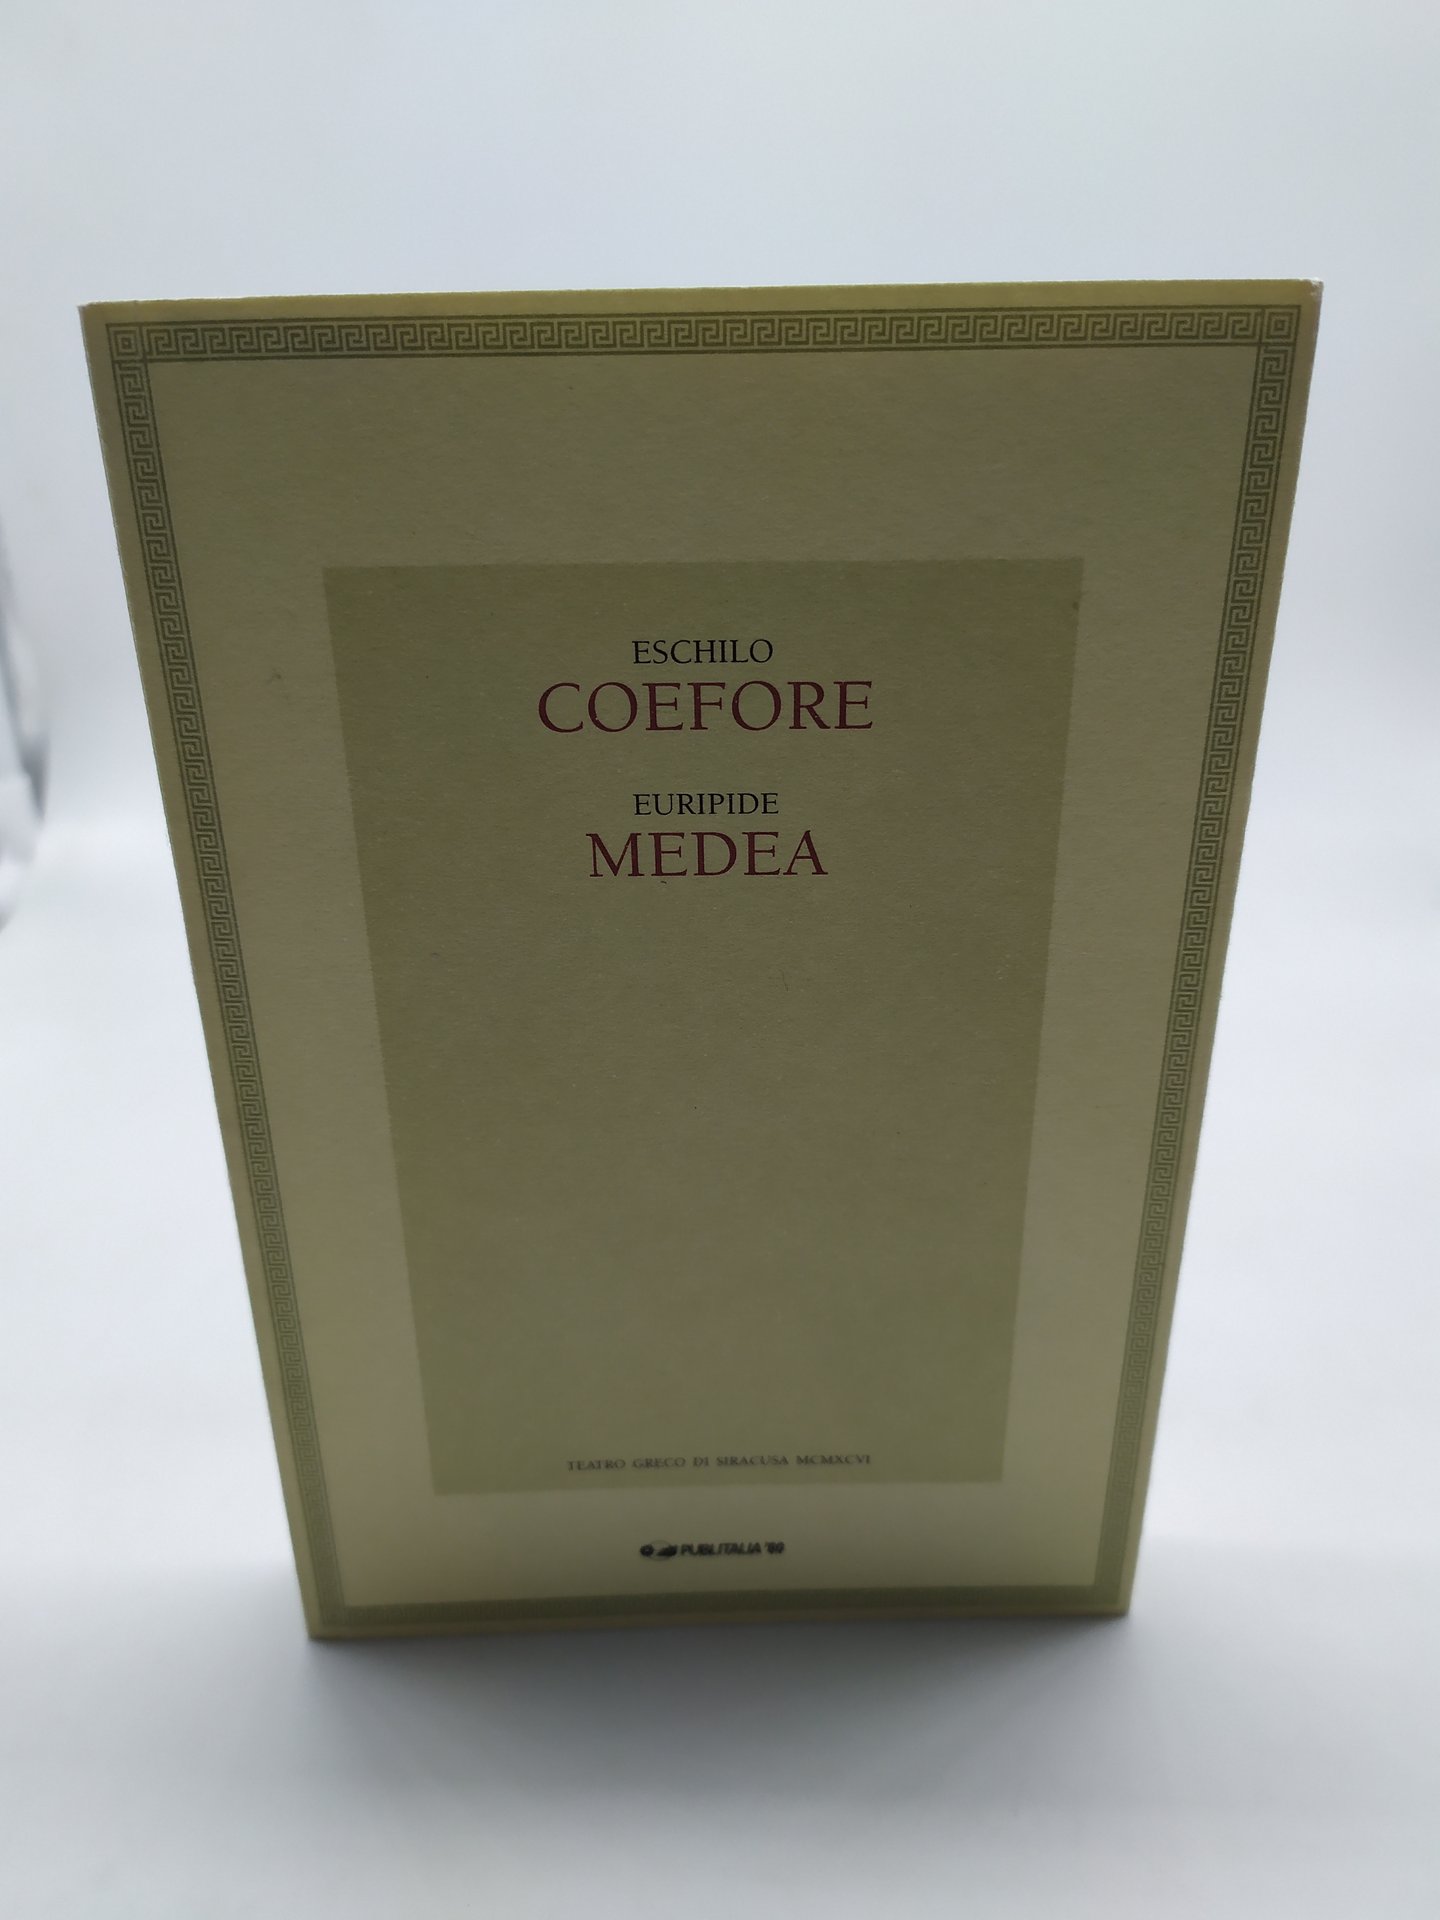 ESCHILO
COEFORE
EURIPIDE
MEDEA
TEATRO GRECO DI SIRACUSA MCMXCVI
PUBLITALIA '80